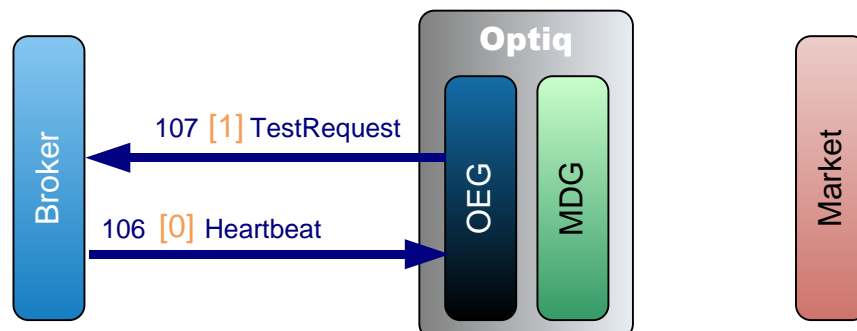 Optiq
107 [1] TestRequest
106 [0] Heartbeat
Broker
OEG
MDG
Market